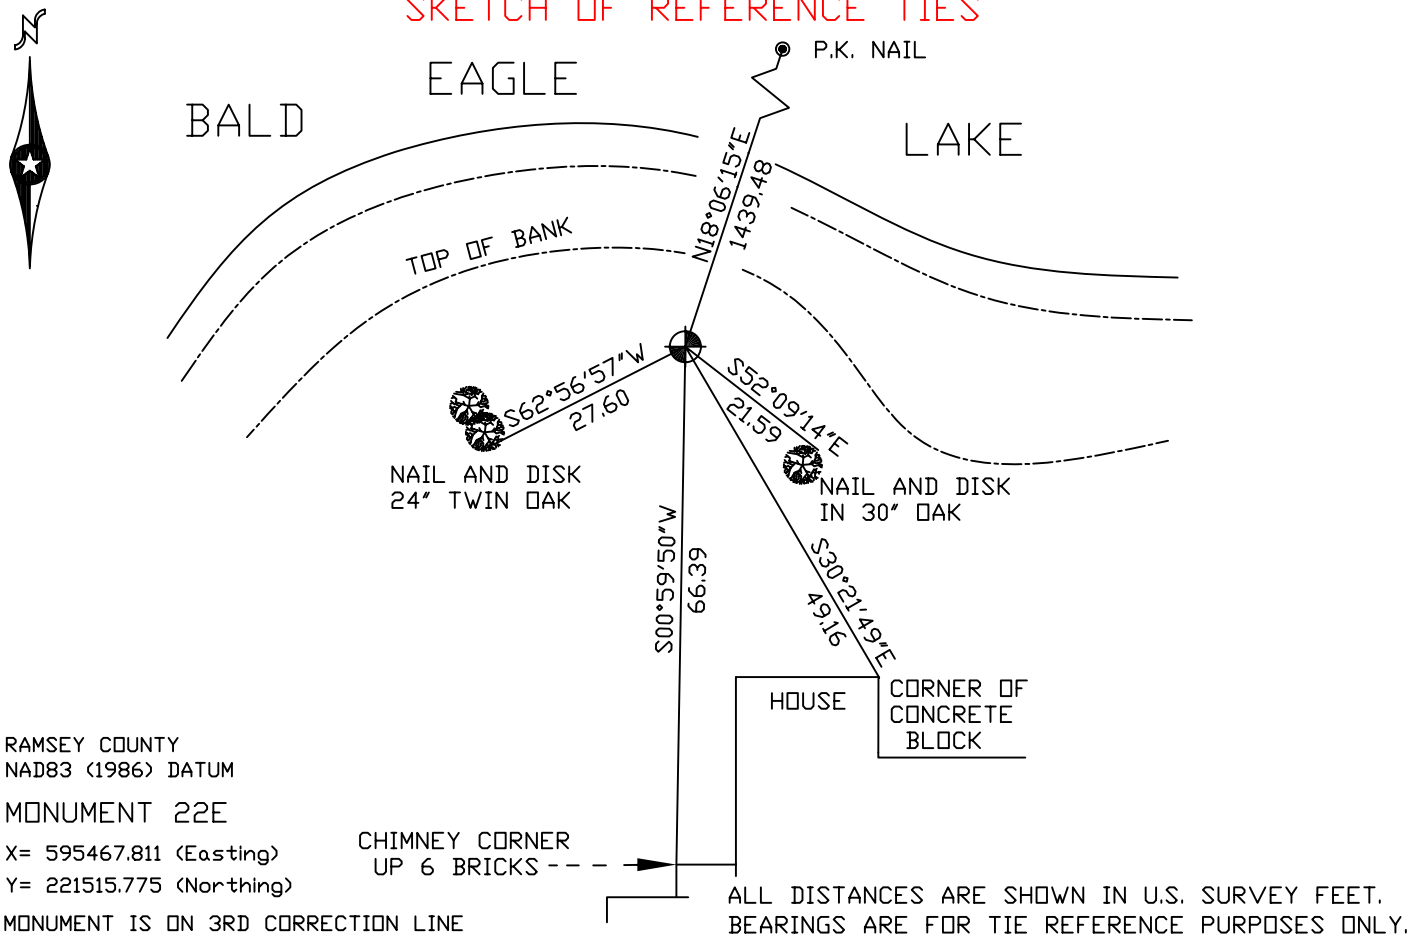 SKETCH OF REFERENCE TIES
N
P.K. NAIL
BALD EAGLE LAKE
N18°06'15"E
1439.48
TOP OF BANK
S62°56'57"W
27.60
S52°09'14"E
21.59
NAIL AND DISK
24" TWIN OAK
NAIL AND DISK
IN 30" OAK
S00°59'50"W
66.39
S30°21'49"E
49.16
HOUSE
CORNER OF
CONCRETE
BLOCK
RAMSEY COUNTY
NAD83 (1986) DATUM
MONUMENT 22E
X= 595467.811 (Easting)
Y= 221515.775 (Northing)
MONUMENT IS ON 3RD CORRECTION LINE
CHIMNEY CORNER
UP 6 BRICKS
ALL DISTANCES ARE SHOWN IN U.S. SURVEY FEET.
BEARINGS ARE FOR TIE REFERENCE PURPOSES ONLY.